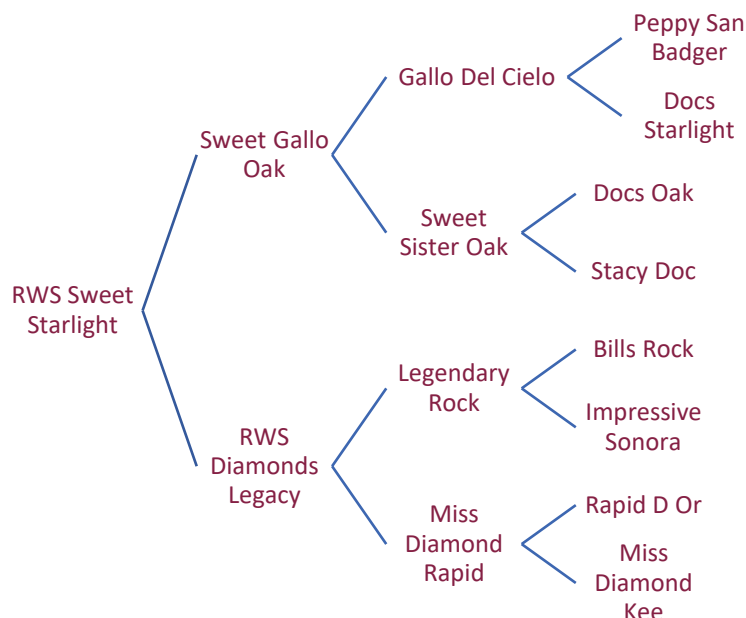 Peppy San
Badger
Gallo Del Cielo
Docs
Starlight
Sweet Gallo
Oak
Docs Oak
Sweet
Sister Oak
Stacy Doc
RWS Sweet
Starlight
Bills Rock
Legendary
Rock
Impressive
Sonora
RWS
Diamonds
Legacy
Rapid D Or
Miss
Diamond
Rapid
Miss
Diamond
Kee